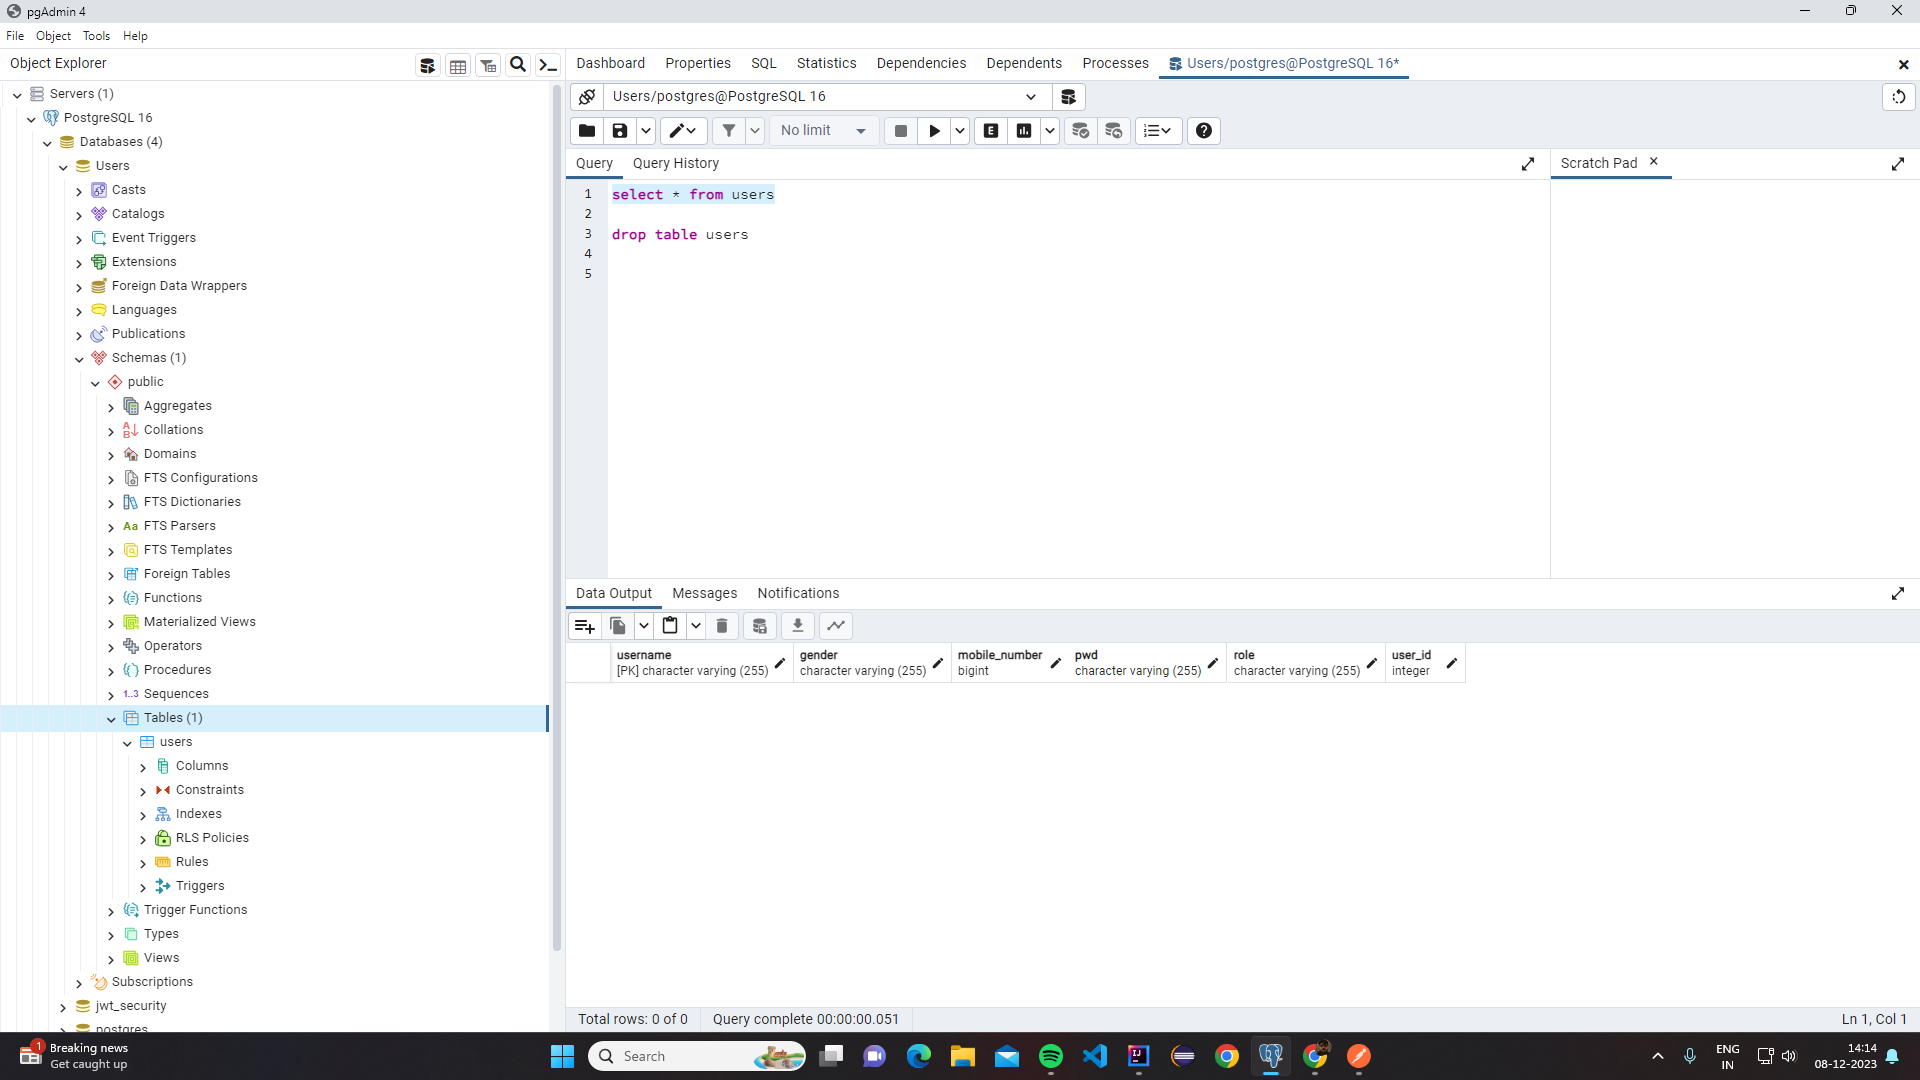 pgAdmin 4
File Object Tools Help
Object Explorer
Dashboard Properties SQL Statistics Dependencies Dependents Processes Users/postgres@PostgreSQL 16*
Servers (1)
PostgreSQL 16
Databases (4)
Users
Casts
Catalogs
Event Triggers
Extensions
Foreign Data Wrappers
Languages
Publications
Schemas (1)
public
Aggregates
Collations
Domains
FTS Configurations
FTS Dictionaries
Aa FTS Parsers
FTS Templates
Foreign Tables
Functions
Materialized Views
Operators
Procedures
1..3 Sequences
Tables (1)
users
Columns
Constraints
Indexes
RLS Policies
Rules
Triggers
Trigger Functions
Types
Views
Subscriptions
jwt_security
postgres
Users/postgres@PostgreSQL 16
No limit
E
Query Query History
Scratch Pad
1 select * from users
2
3 drop table users
4
5
Data Output Messages Notifications
username gender mobile_number pwd role user_id
[PK] character varying (255) character varying (255) bigint character varying (255) character varying (255) integer
Total rows: 0 of 0 Query complete 00:00:00.051 Ln 1, Col 1
1
Breaking news
Get caught up
Search
ENG
IN
14:14
08-12-2023